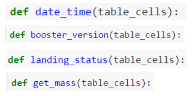 def date_time(table_cells):
def booster_version(table_cells):
def landing_status(table_cells):
def get_mass(table_cells):